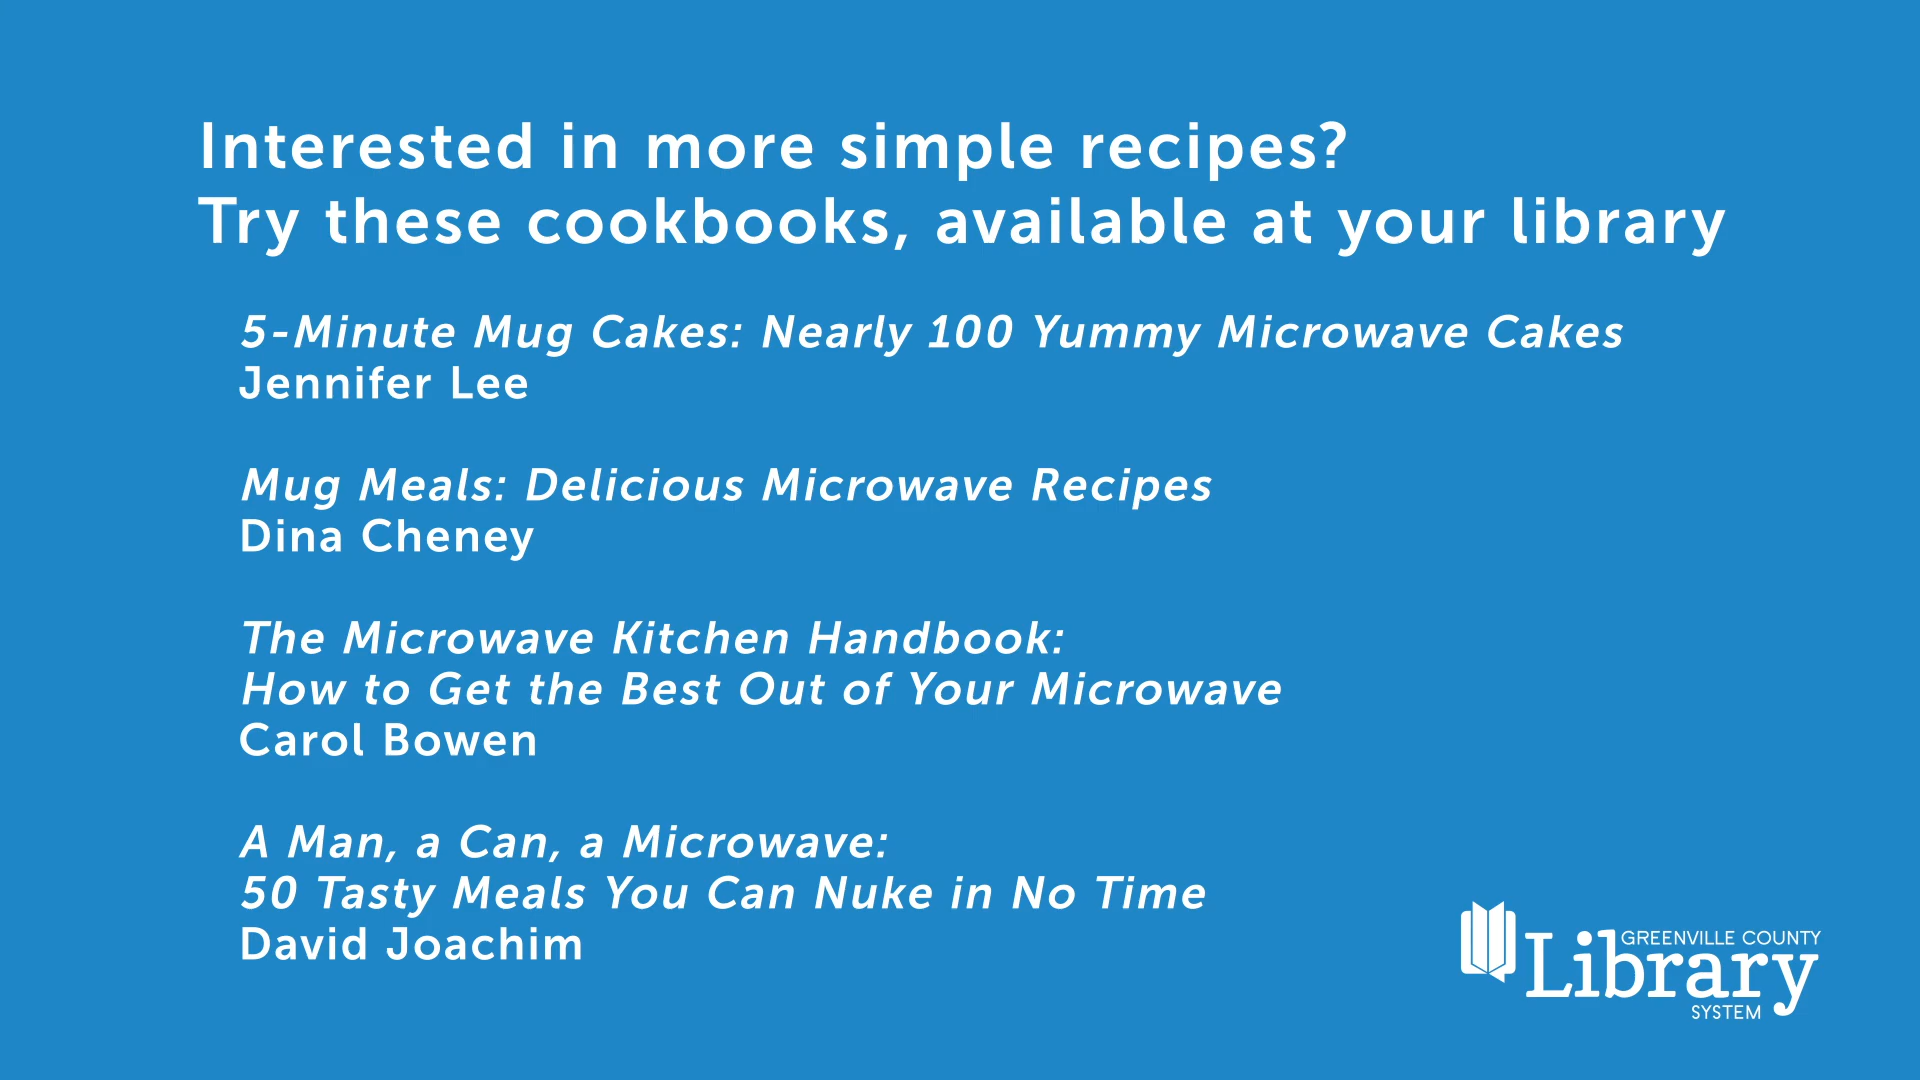 Interested in more simple recipes?
Try these cookbooks, available at your library
5-Minute Mug Cakes: Nearly 100 Yummy Microwave Cakes
Jennifer Lee
Mug Meals: Delicious Microwave Recipes
Dina Cheney
The Microwave Kitchen Handbook:
How to Get the Best Out of Your Microwave
Carol Bowen
A Man, a Can, a Microwave:
50 Tasty Meals You Can Nuke in No Time
David Joachim
GREENVILLE COUNTY
Library
SYSTEM